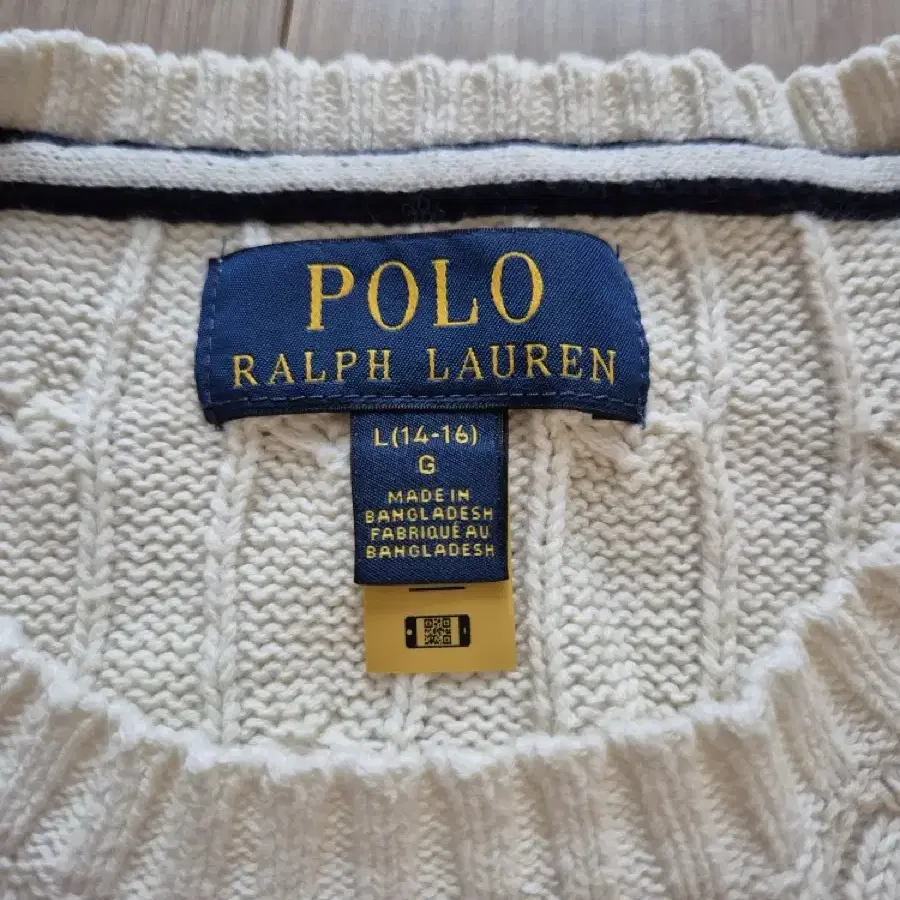 POLO
RALPH LAUREN
L(14-16)
G
MADE IN
BANGLADESH
FABRIQUÉ AU
BANGLADESH